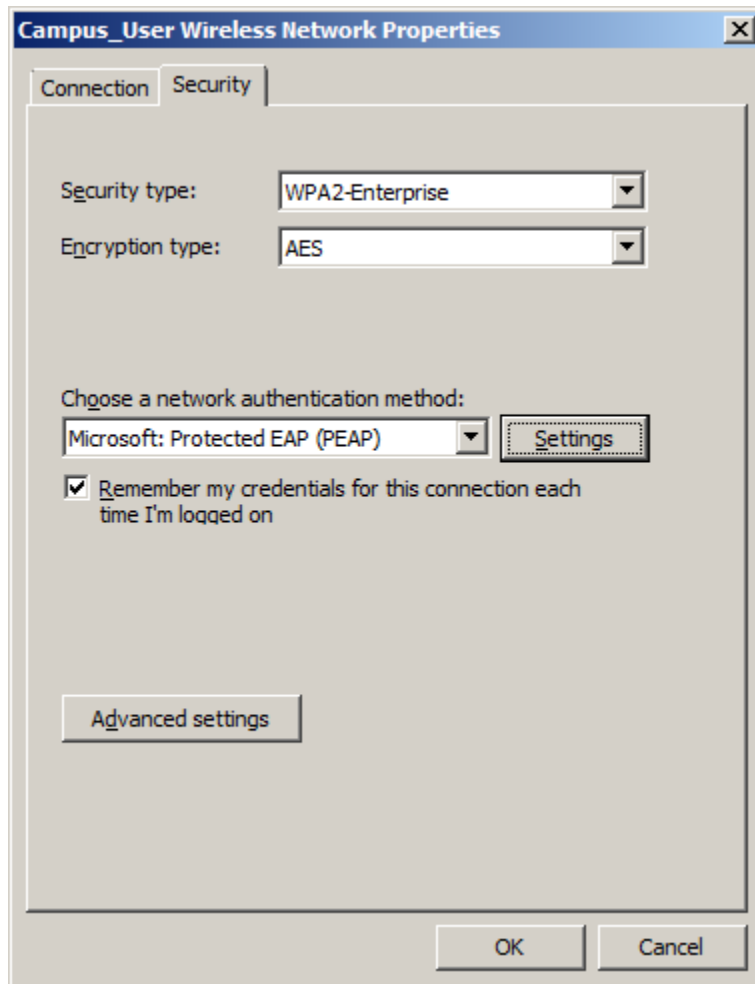 Campus_User Wireless Network Properties
Connection
Security
Security type:
WPA2-Enterprise
Encryption type:
AES
Choose a network authentication method:
Microsoft: Protected EAP (PEAP)
Settings
Remember my credentials for this connection each
time I'm logged on
Advanced settings
OK
Cancel